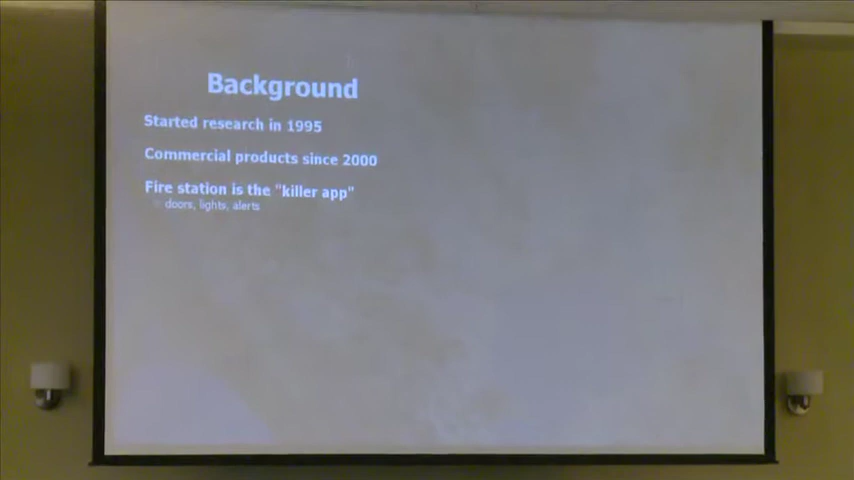 Background
Started research in 1995
Commercial products since 2000
Fire station is the "killer app"
doors, lights, alerts